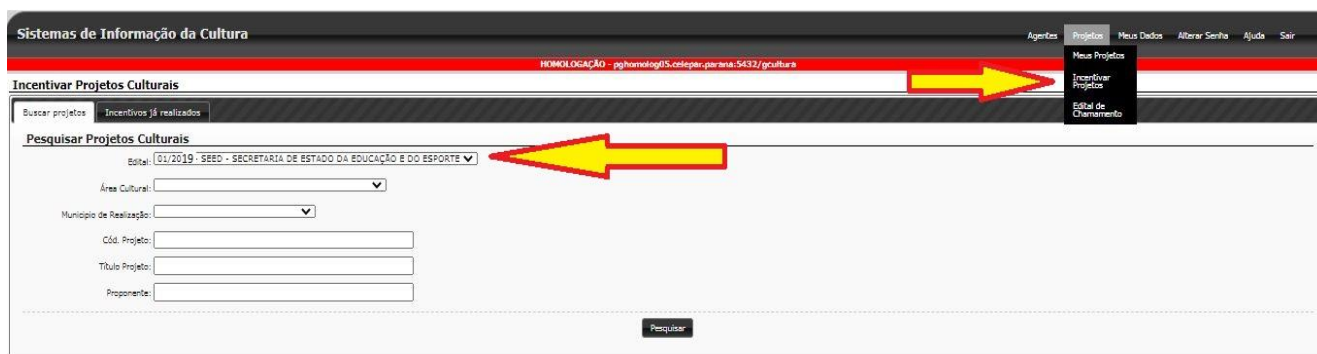 Sistemas de Informação da Cultura
Agentes Projetos Meus Dados Alterar Senha Ajuda Sair
Meus Projetos
Incentivar
Projetos
Edital de
Chamamento
HOMOLOGAÇÃO - pghomolog05.celepar.parana:5432/gcultura
Incentivar Projetos Culturais
Buscar projetos Incentivos já realizados
Pesquisar Projetos Culturais
Edital: 01/2019 - SEED - SECRETARIA DE ESTADO DA EDUCAÇÃO E DO ESPORTE
Área Cultural:
Município de Realização:
Cód. Projeto:
Título Projeto:
Proponente:
Pesquisar